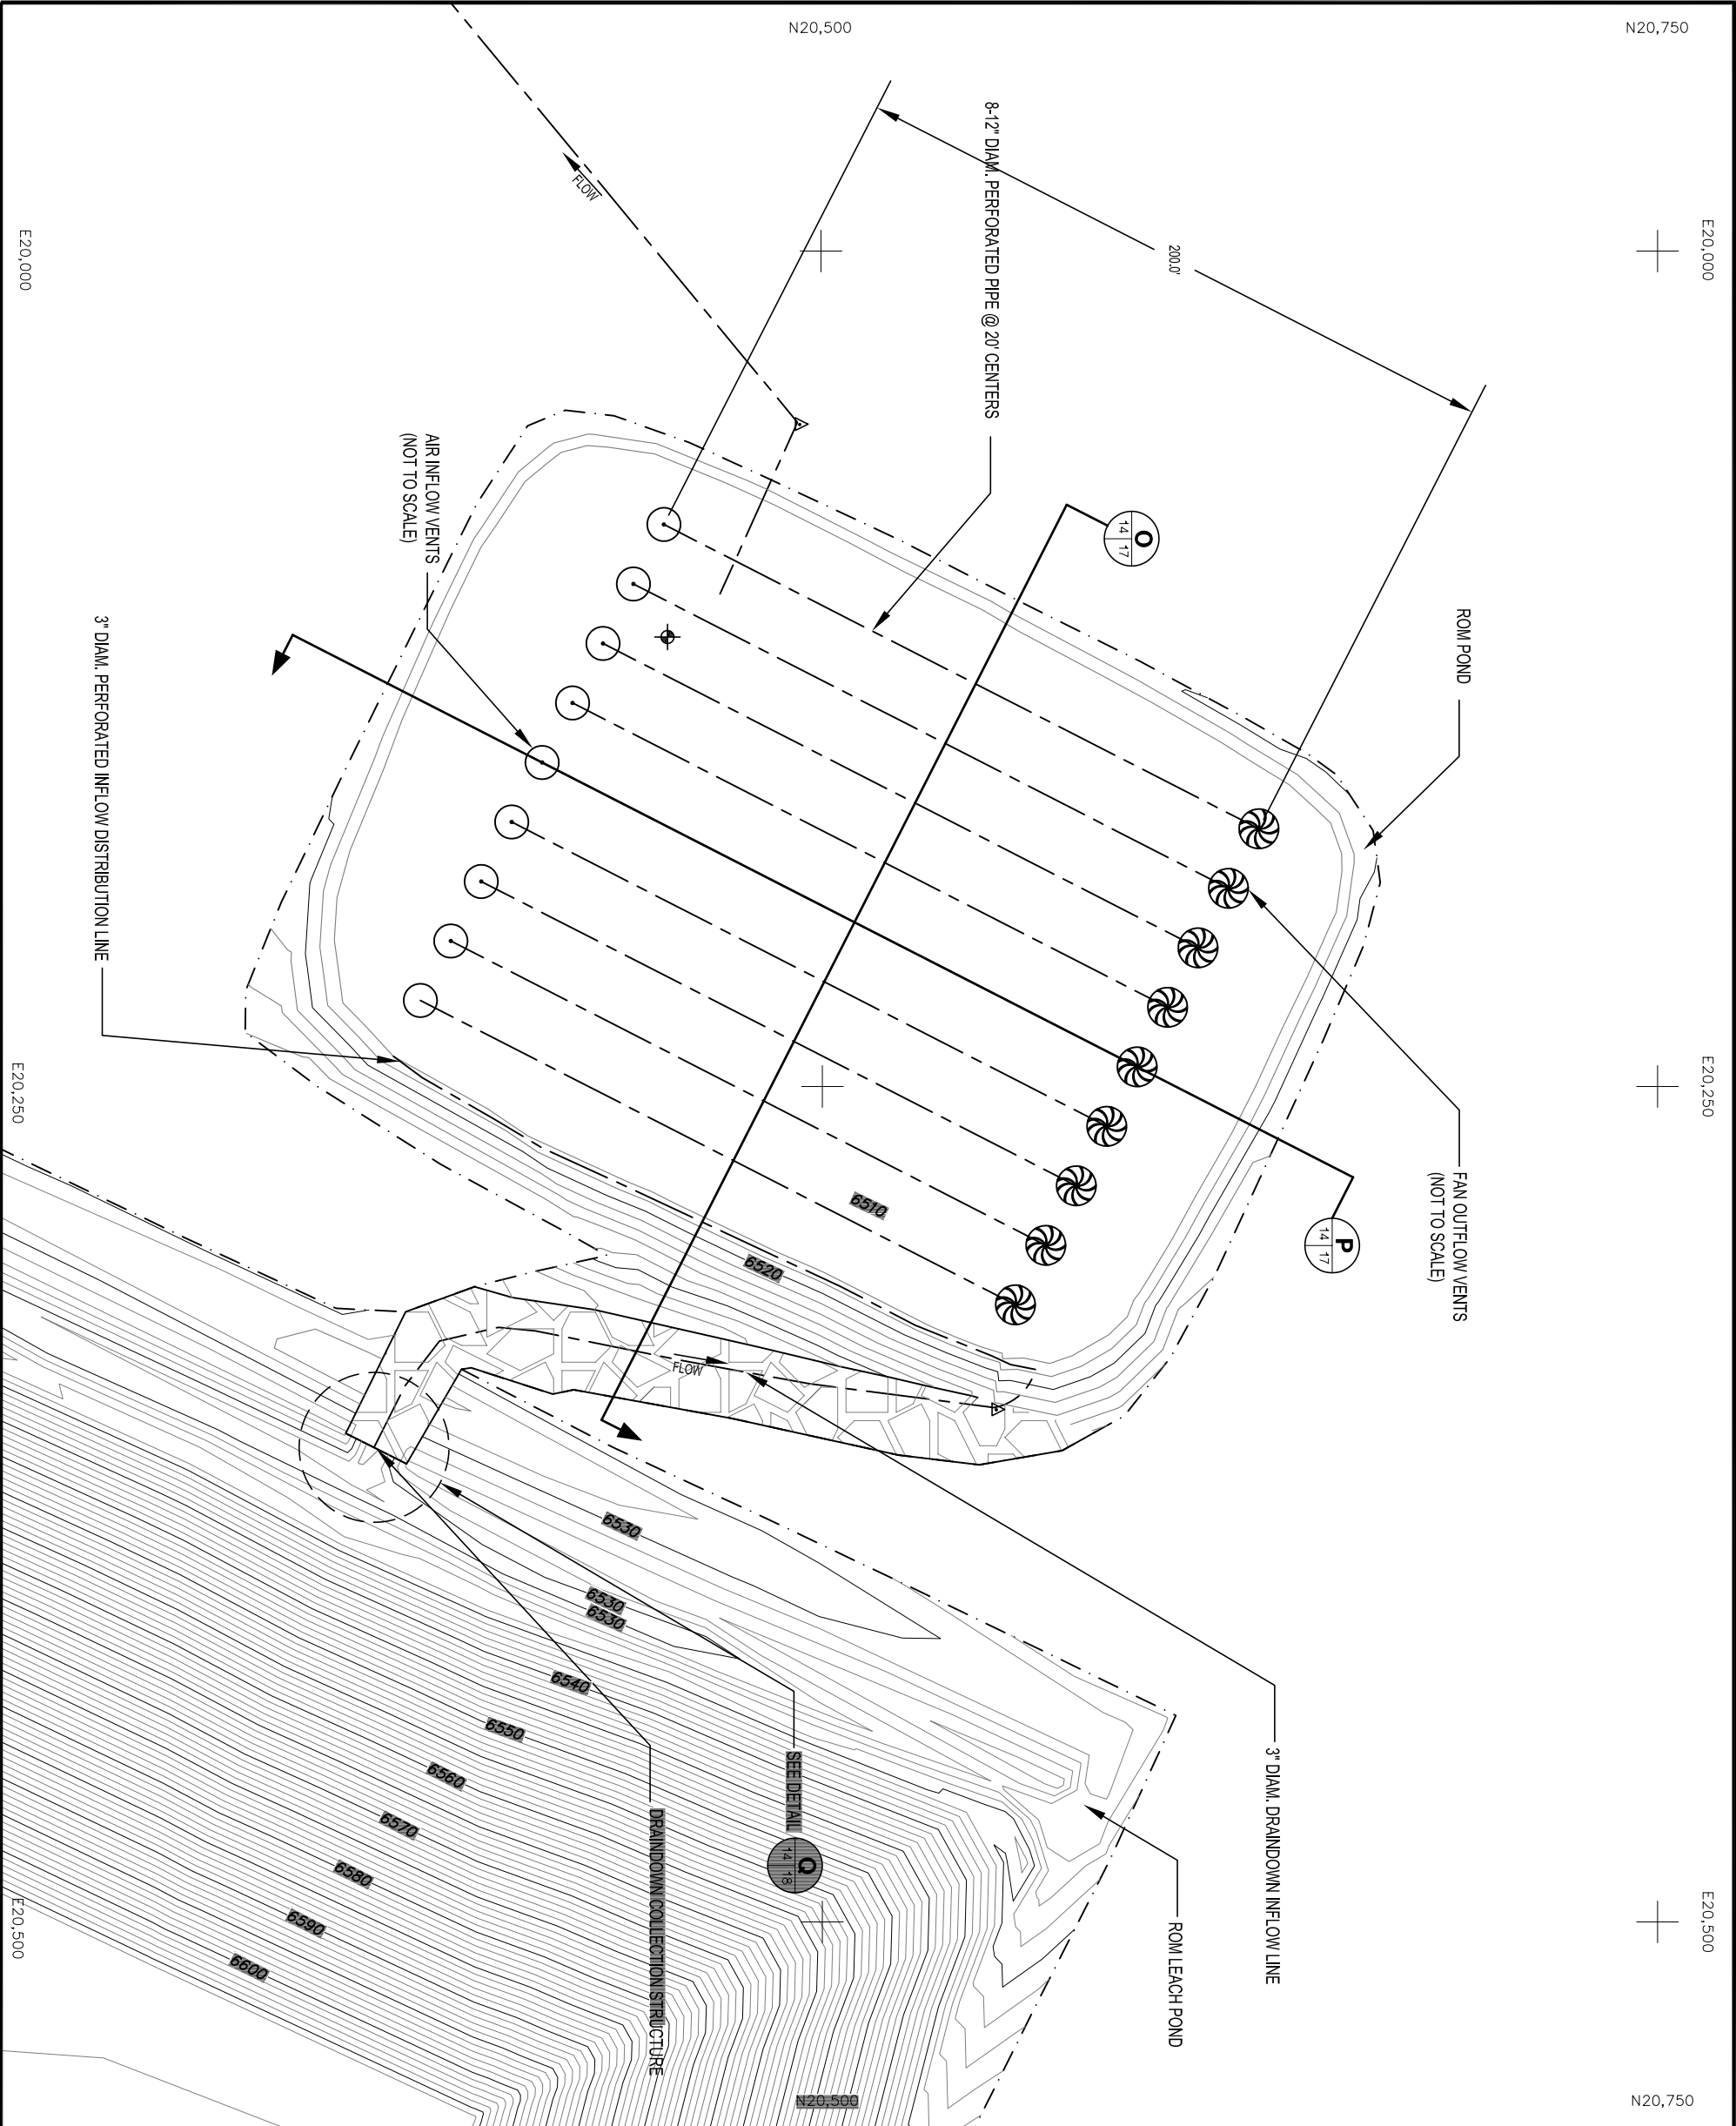 N20,500
N20,750
E20,000
E20,000
FLOW
8-12" DIAM. PERFORATED PIPE @ 20' CENTERS
200.0'
AIR INFLOW VENTS
(NOT TO SCALE)
O
14 17
ROM POND
3" DIAM. PERFORATED INFLOW DISTRIBUTION LINE
E20,250
E20,250
FAN OUTFLOW VENTS
(NOT TO SCALE)
P
14 17
6510
6520
FLOW
6530
6530
6530
6540
6550
6560
6570
6580
6590
6600
SEE DETAIL
Q
14 18
DRAINDOWN COLLECTION STRUCTURE
3" DIAM. DRAINDOWN INFLOW LINE
ROM LEACH POND
E20,500
E20,500
N20,500
N20,750